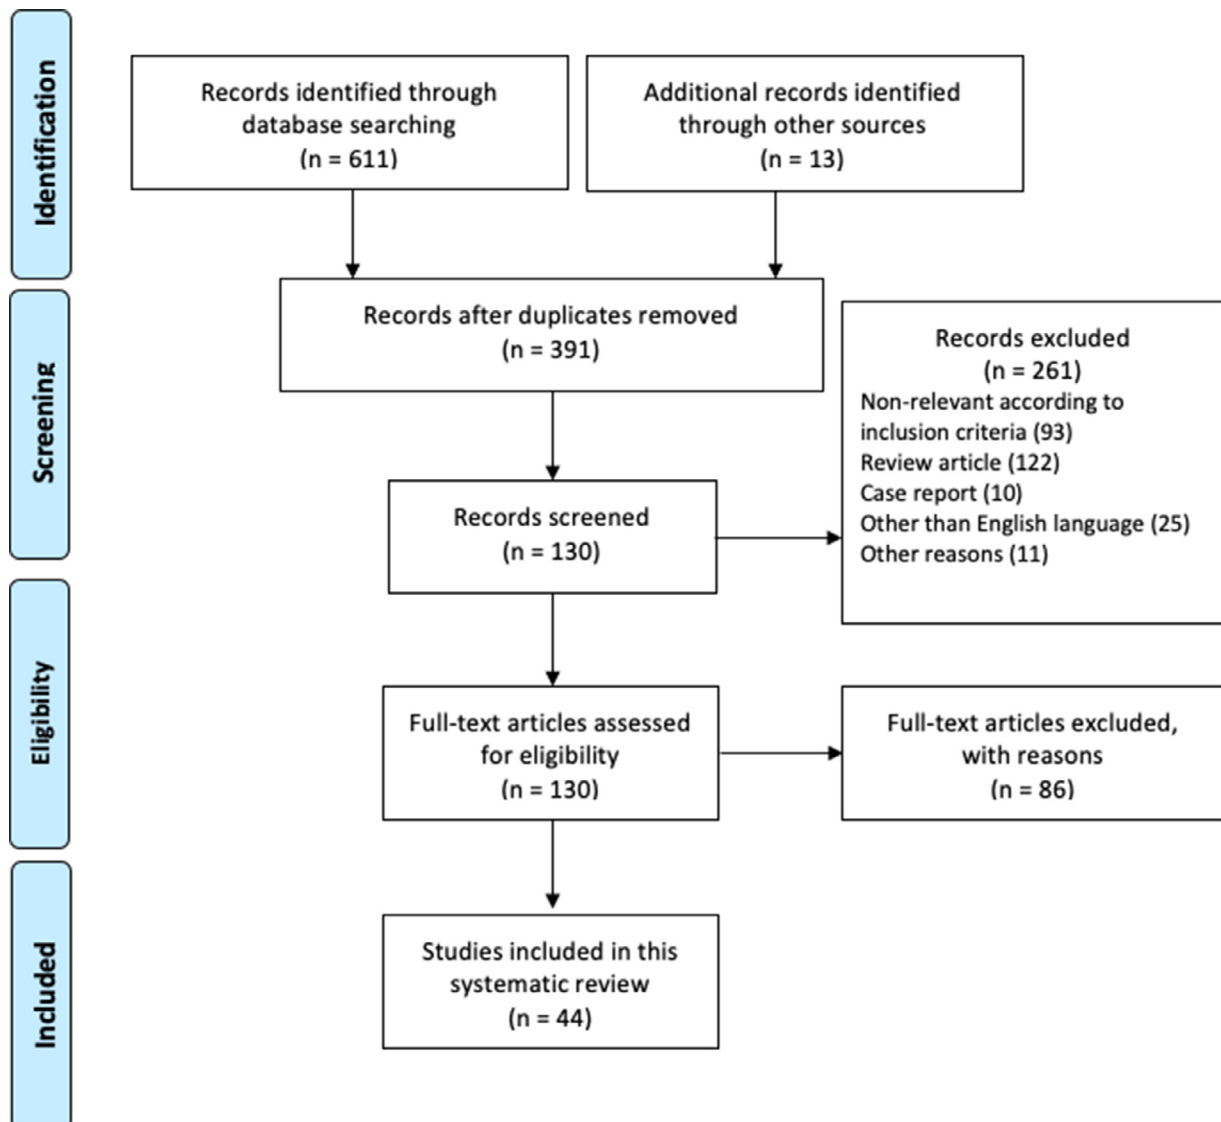 Identification
Records identified through
database searching
(n = 611)
Additional records identified
through other sources
(n = 13)
Screening
Records after duplicates removed
(n = 391)
Records screened
(n = 130)
Records excluded
(n = 261)
Non-relevant according to
inclusion criteria (93)
Review article (122)
Case report (10)
Other than English language (25)
Other reasons (11)
Eligibility
Full-text articles assessed
for eligibility
(n = 130)
Full-text articles excluded,
with reasons
(n = 86)
Included
Studies included in this
systematic review
(n = 44)